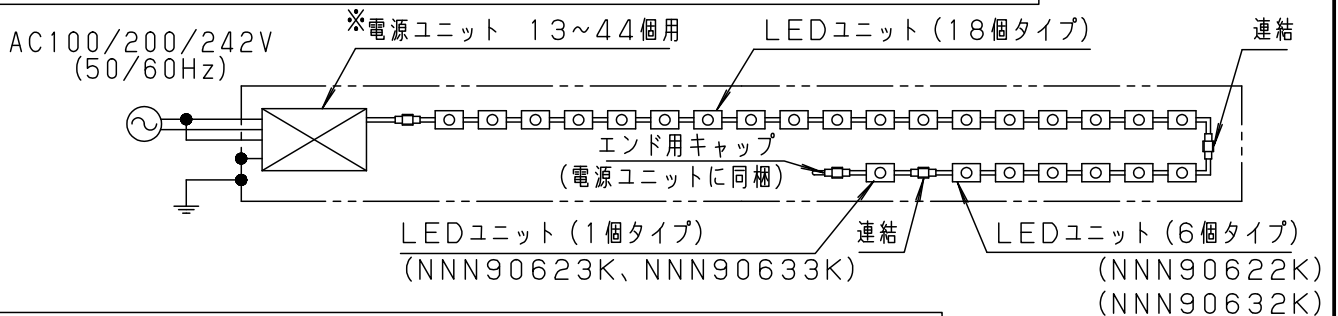 ※電源ユニット 13~44個用
LEDユニット(18個タイプ)
連結
AC100/200/242V
(50/60Hz)
エンド用キャップ
(電源ユニットに同梱)
LEDユニット(1個タイプ)
(NNN90623K、NNN90633K)
連結
LEDユニット(6個タイプ)
(NNN90622K)
(NNN90632K)